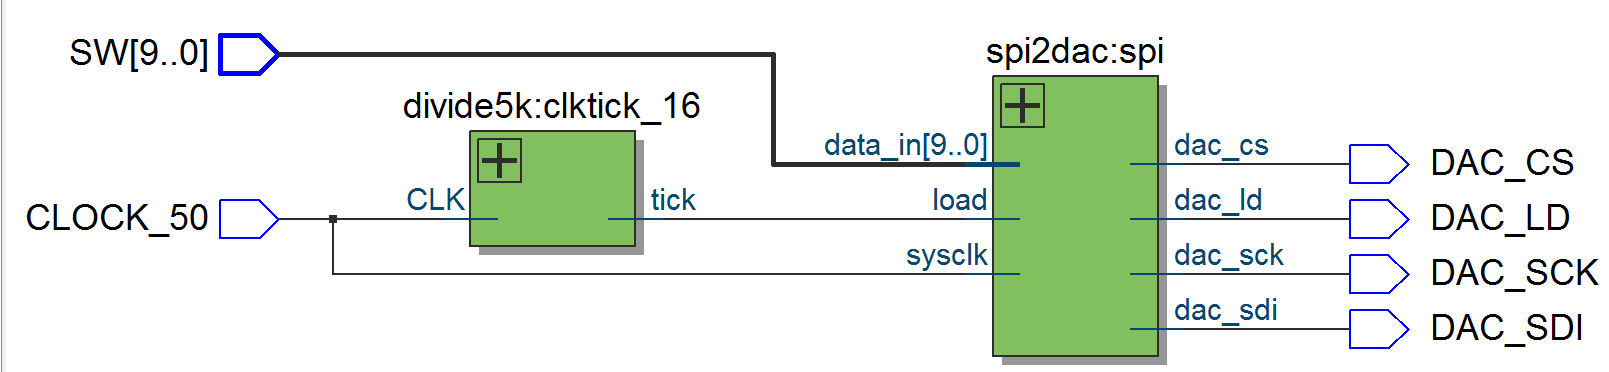 SW[9..0]
spi2dac:spi
divide5k:clktick_16
data_in[9..0]
dac_cs
DAC_CS
CLOCK_50
CLK
tick
load
dac_ld
DAC_LD
sysclk
dac_sck
DAC_SCK
dac_sdi
DAC_SDI